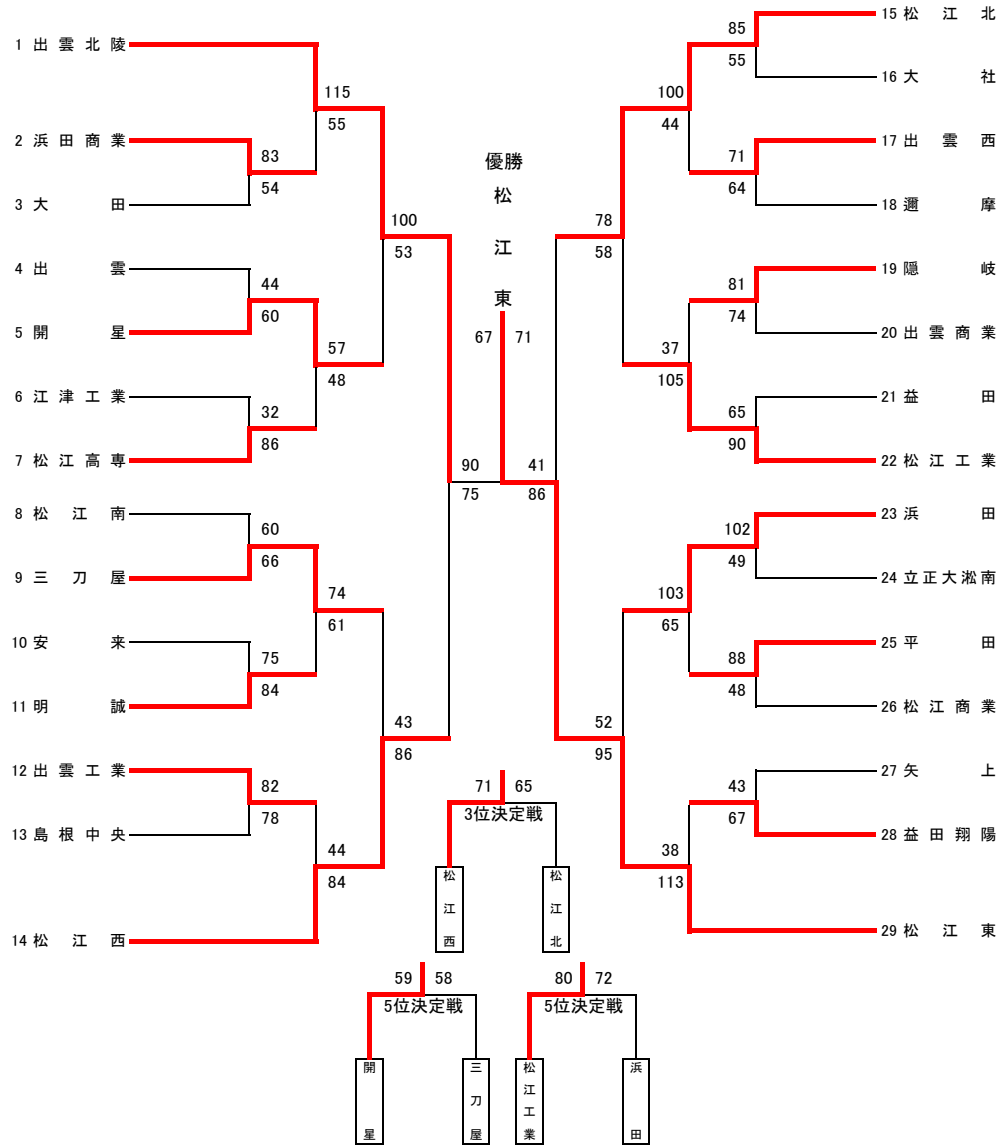 1 出雲北陵
2 浜田商業
3 大田
4 出雲
5 開星
6 江津工業
7 松江高専
8 松江南
9 三刀屋
10 安来
11 明誠
12 出雲工業
13 島根中央
14 松江西
115
55
83
54
100
53
44
60
57
48
32
86
90
75
60
66
74
61
75
84
43
86
82
78
44
84
優勝
松江東
67 71
15 松江北
16 大社
17 出雲西
18 邇摩
19 隠岐
20 出雲商業
21 益田
22 松江工業
23 浜田
24 立正大淞南
25 平田
26 松江商業
27 矢上
28 益田翔陽
29 松江東
85
55
100
44
71
64
78
58
81
74
37
105
65
90
41
86
102
49
103
65
88
48
52
95
43
67
38
113
71 65
3位決定戦
松江西
松江北
59 58
5位決定戦
開星
三刀屋
80 72
5位決定戦
松江工業
浜田